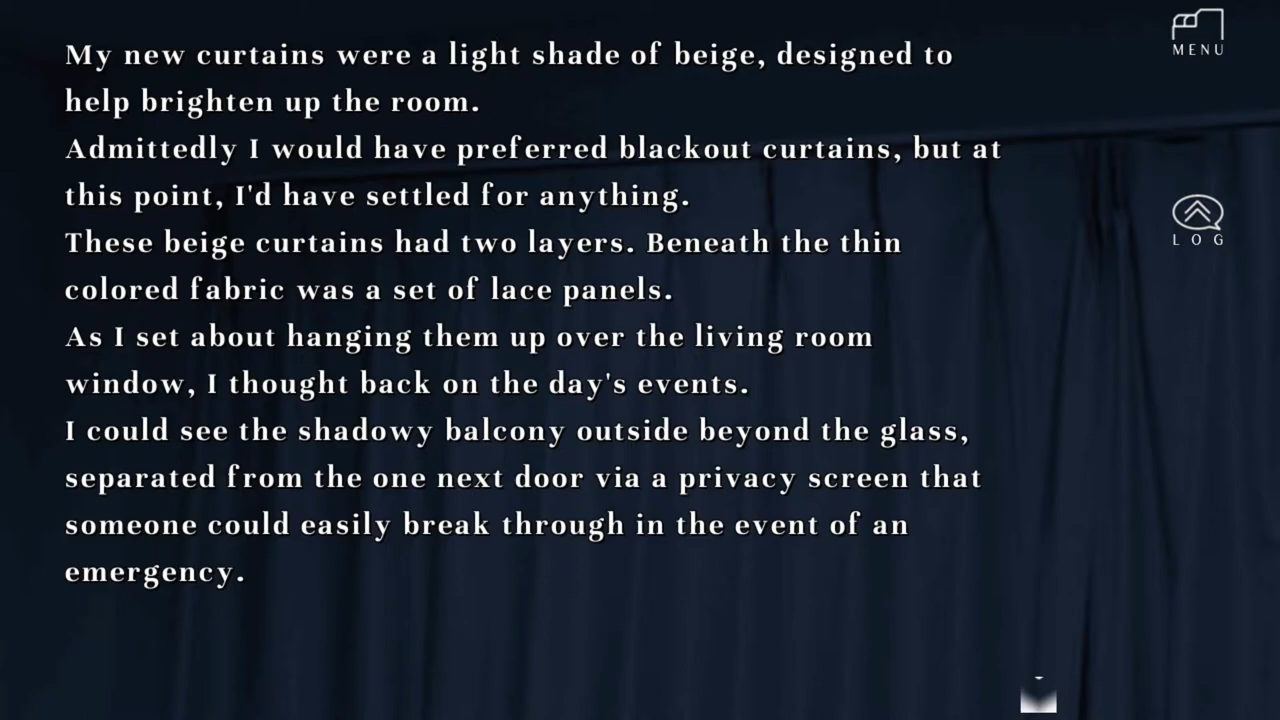 My new curtains were a light shade of beige, designed to
help brighten up the room.
Admittedly I would have preferred blackout curtains, but at
this point, I'd have settled for anything.
These beige curtains had two layers. Beneath the thin
colored fabric was a set of lace panels.
As I set about hanging them up over the living room
window, I thought back on the day's events.
I could see the shadowy balcony outside beyond the glass,
separated from the one next door via a privacy screen that
someone could easily break through in the event of an
emergency.
MENU
LOG